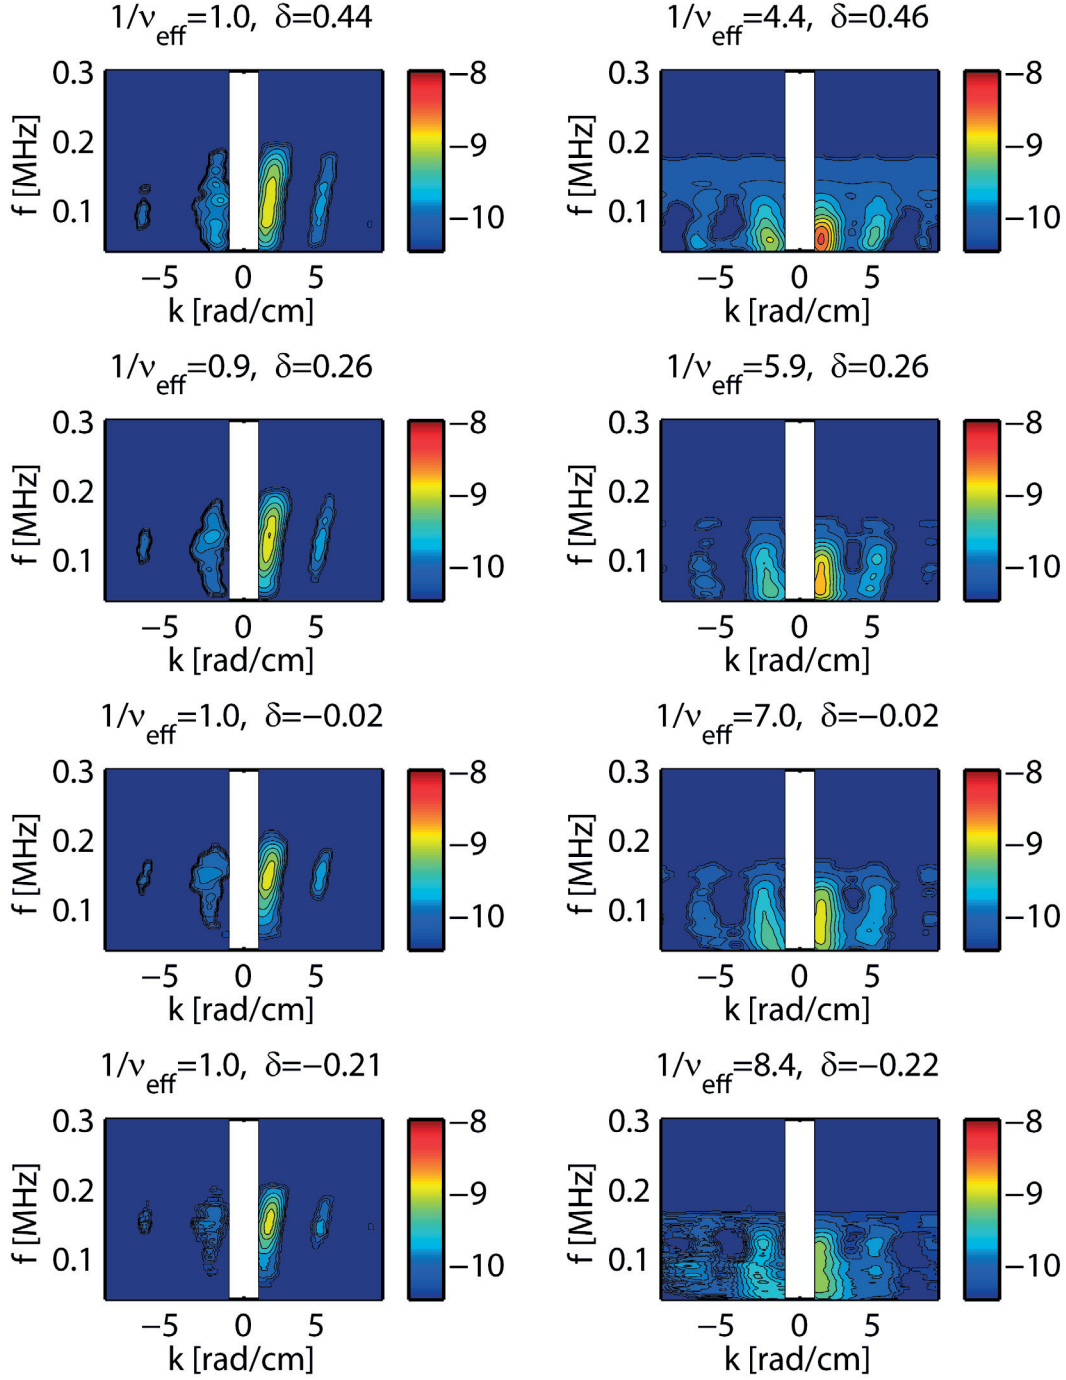 1/ν_eff=1.0, δ=0.44
0.3
0.2
0.1
f [MHz]
−5 0 5
k [rad/cm]
−8
−9
−10
1/ν_eff=4.4, δ=0.46
0.3
0.2
0.1
f [MHz]
−5 0 5
k [rad/cm]
−8
−9
−10
1/ν_eff=0.9, δ=0.26
0.3
0.2
0.1
f [MHz]
−5 0 5
k [rad/cm]
−8
−9
−10
1/ν_eff=5.9, δ=0.26
0.3
0.2
0.1
f [MHz]
−5 0 5
k [rad/cm]
−8
−9
−10
1/ν_eff=1.0, δ=−0.02
0.3
0.2
0.1
f [MHz]
−5 0 5
k [rad/cm]
−8
−9
−10
1/ν_eff=7.0, δ=−0.02
0.3
0.2
0.1
f [MHz]
−5 0 5
k [rad/cm]
−8
−9
−10
1/ν_eff=1.0, δ=−0.21
0.3
0.2
0.1
f [MHz]
−5 0 5
k [rad/cm]
−8
−9
−10
1/ν_eff=8.4, δ=−0.22
0.3
0.2
0.1
f [MHz]
−5 0 5
k [rad/cm]
−8
−9
−10